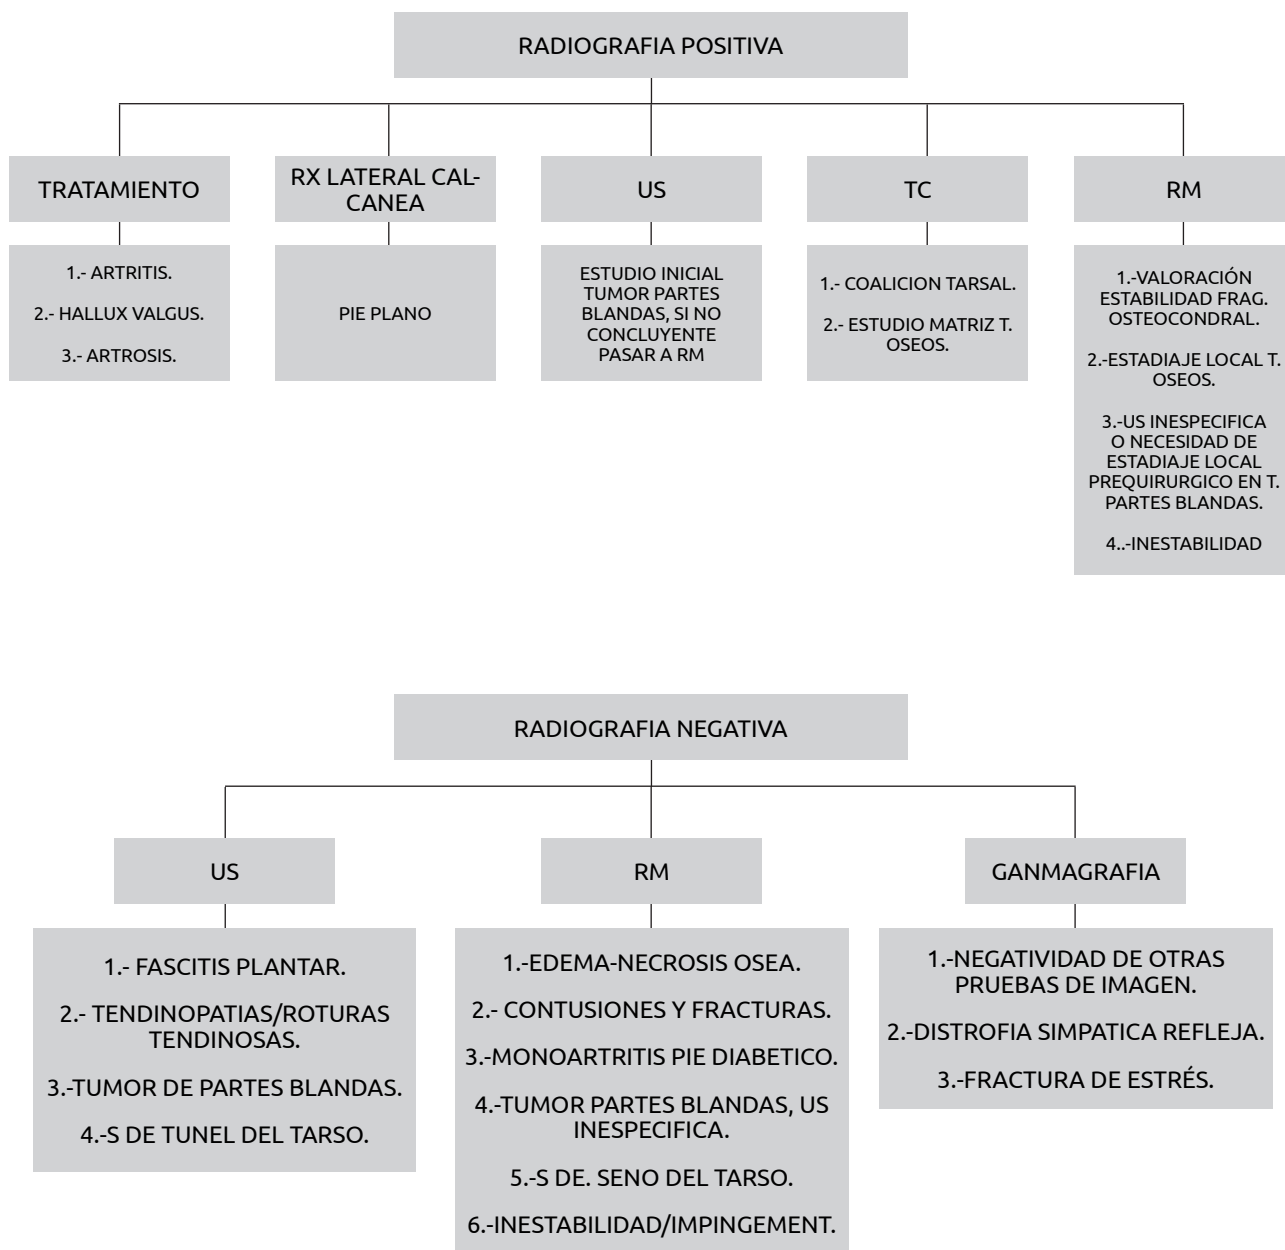 RADIOGRAFIA POSITIVA
TRATAMIENTO
1.- ARTRITIS.
2.- HALLUX VALGUS.
3.- ARTROSIS.
RX LATERAL CAL-
CANEA
PIE PLANO
US
ESTUDIO INICIAL
TUMOR PARTES
BLANDAS, SI NO
CONCLUYENTE
PASAR A RM
TC
1.- COALICION TARSAL.
2.- ESTUDIO MATRIZ T.
OSEOS.
RM
1.-VALORACIÓN
ESTABILIDAD FRAG.
OSTEOCONDRAL.
2.-ESTADIAJE LOCAL T.
OSEOS.
3.-US INESPECIFICA
O NECESIDAD DE
ESTADIAJE LOCAL
PREQUIRURGICO EN T.
PARTES BLANDAS.
4..-INESTABILIDAD
RADIOGRAFIA NEGATIVA
US
1.- FASCITIS PLANTAR.
2.- TENDINOPATIAS/ROTURAS
TENDINOSAS.
3.-TUMOR DE PARTES BLANDAS.
4.-S DE TUNEL DEL TARSO.
RM
1.-EDEMA-NECROSIS OSEA.
2.- CONTUSIONES Y FRACTURAS.
3.-MONOARTRITIS PIE DIABETICO.
4.-TUMOR PARTES BLANDAS, US
INESPECIFICA.
5.-S DE. SENO DEL TARSO.
6.-INESTABILIDAD/IMPINGEMENT.
GANMAGRAFIA
1.-NEGATIVIDAD DE OTRAS
PRUEBAS DE IMAGEN.
2.-DISTROFIA SIMPATICA REFLEJA.
3.-FRACTURA DE ESTRÉS.